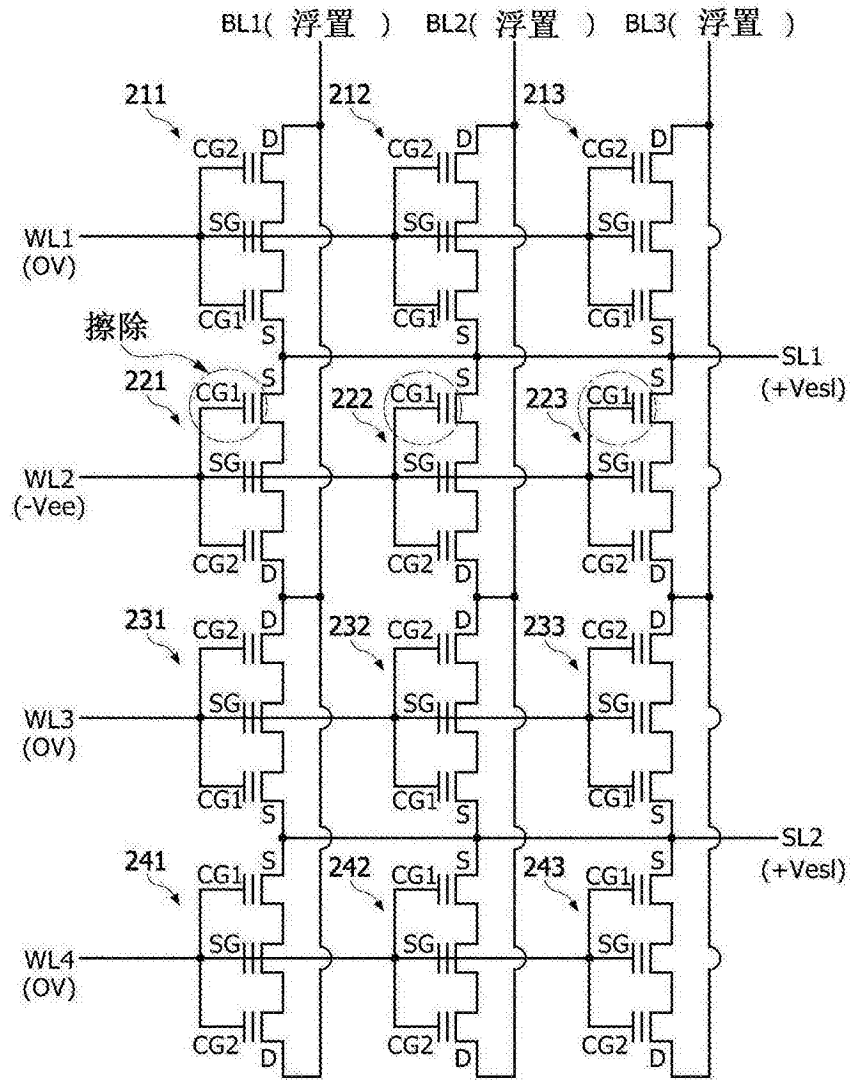 BL1( 浮置 ) BL2( 浮置 ) BL3( 浮置 )
211 212 213
CG2 D CG2 D CG2 D
WL1 SG SG SG
(OV)
CG1 S CG1 S CG1 S
擦除
SL1
(+Vesl)
221 CG1 S 222 CG1 S 223 CG1 S
WL2 SG SG SG
(-Vee)
CG2 D CG2 D CG2 D
231 232 233
CG2 D CG2 D CG2 D
WL3 SG SG SG
(OV)
CG1 S CG1 S CG1 S
SL2
(+Vesl)
241 CG1 S 242 CG1 S 243 CG1 S
WL4 SG SG SG
(OV)
CG2 D CG2 D CG2 D